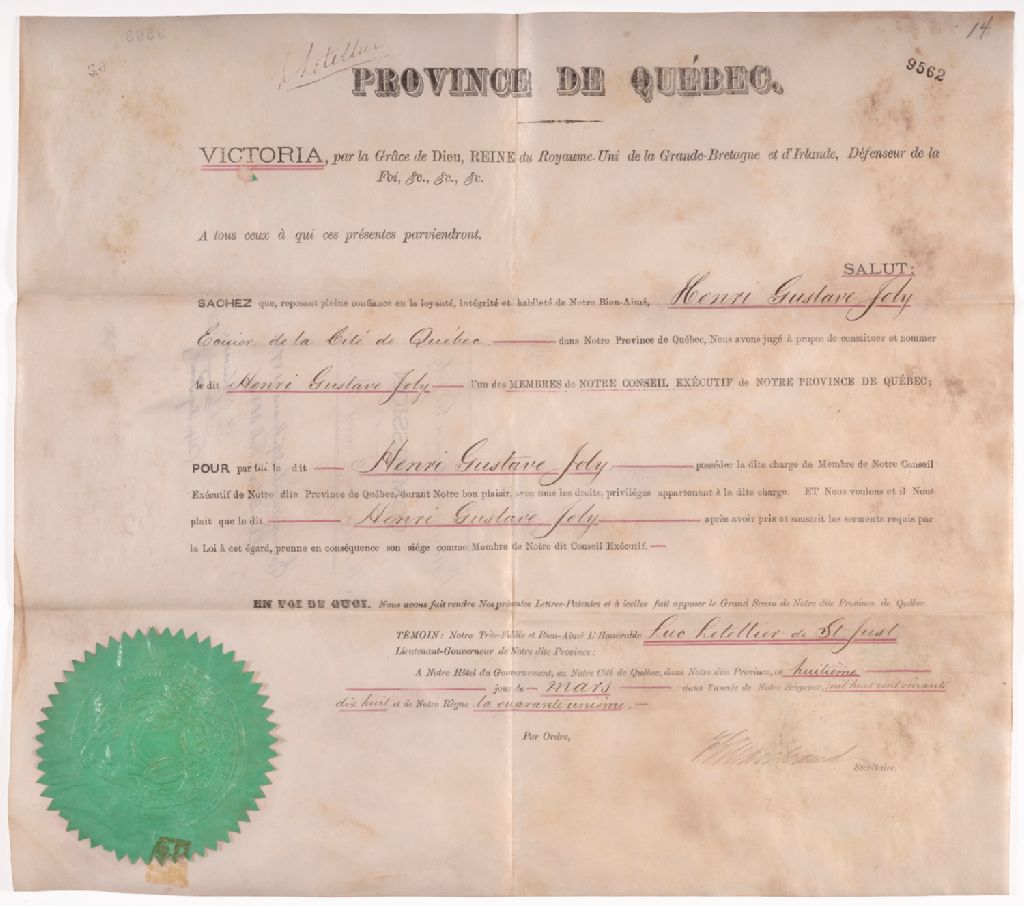 14
9562
L Letellier
PROVINCE DE QUÉBEC.
VICTORIA, par la Grâce de Dieu, REINE du Royaume-Uni de la Grande-Bretagne et d'Irlande, Défenseur de la
Foi, &c., &c., &c.
A tous ceux à qui ces présentes parviendront.
SALUT:
SACHEZ que, reposant pleine confiance en la loyauté, intégrité et habileté de Notre Bien-Aimé, Henri Gustave Joly
Ecuier, de la Cité de Québec dans Notre Province de Québec, Nous avons jugé à propos de constituer et nommer
le dit Henri Gustave Joly l'un des MEMBRES de NOTRE CONSEIL EXÉCUTIF de NOTRE PROVINCE DE QUÉBEC;
POUR par lui le dit Henri Gustave Joly posséder la dite charge de Membre de Notre Conseil
Exécutif de Notre dite Province de Québec, durant Notre bon plaisir, avec tous les droits, privilèges appartenant à la dite charge. ET Nous voulons et il Nous
plait que le dit Henri Gustave Joly après avoir pris et souscrit les serments requis par
la Loi à cet égard, prenne en conséquence son siége comme Membre de Notre dit Conseil Exécutif.
EN FOI DE QUOI. Nous avons fait rendre Nos présentes Lettres-Patentes et à icelles fait apposer le Grand Sceau de Notre dite Province de Québec.
TÉMOIN: Notre Très-Fidèle et Bien-Aimé L'Honorable Luc Letellier de St Just
Lieutenant-Gouverneur de Notre dite Province:
A Notre Hôtel du Gouvernement, en Notre Cité de Québec, dans Notre dite Province, ce huitième
jour de mars dans l'année de Notre Seigneur, mil huit cent soixante
dix huit et de Notre Règne la quarante unième.
Par Ordre,
Marchand
Secrétaire.